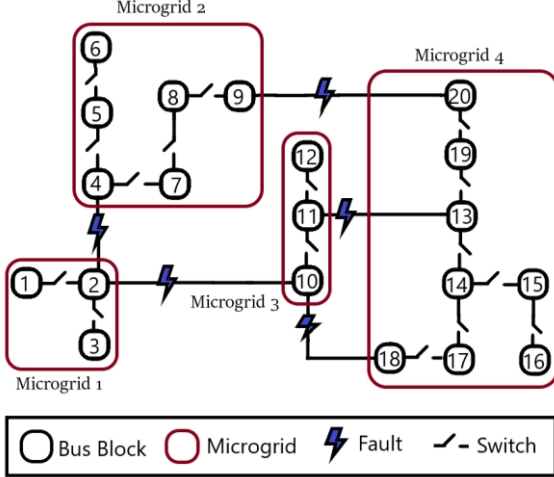 Microgrid 2
6
Microgrid 4
8
9
20
5
12
19
4
7
11
13
1
2
10
14
15
Microgrid 3
3
18
17
16
Microgrid 1
Bus Block
Microgrid
Fault
Switch